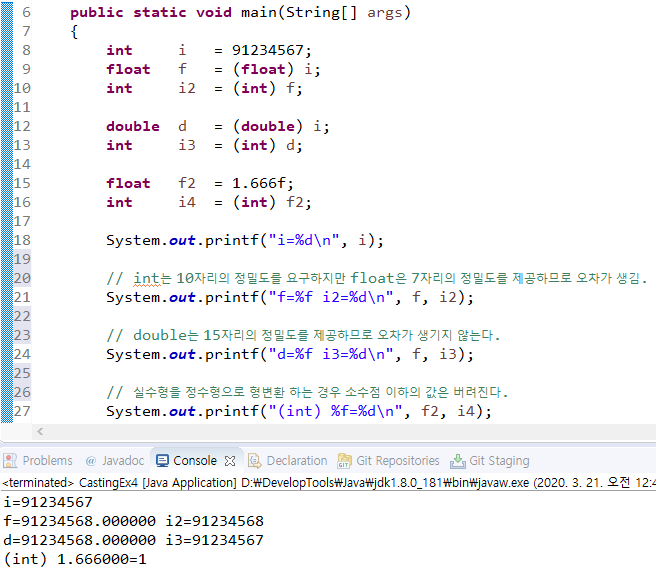 6 public static void main(String[] args)
7 {
8 int i = 91234567;
9 float f = (float) i;
10 int i2 = (int) f;
11
12 double d = (double) i;
13 int i3 = (int) d;
14
15 float f2 = 1.666f;
16 int i4 = (int) f2;
17
18 System.out.printf("i=%d\n", i);
19
20 // int는 10자리의 정밀도를 요구하지만 float은 7자리의 정밀도를 제공하므로 오차가 생김.
21 System.out.printf("f=%f i2=%d\n", f, i2);
22
23 // double는 15자리의 정밀도를 제공하므로 오차가 생기지 않는다.
24 System.out.printf("d=%f i3=%d\n", f, i3);
25
26 // 실수형을 정수형으로 형변환 하는 경우 소수점 이하의 값은 버려진다.
27 System.out.printf("(int) %f=%d\n", f2, i4);
Problems @ Javadoc Console Declaration Git Repositories Git Staging
<terminated> CastingEx4 [Java Application] D:₩DevelopTools₩Java₩jdk1.8.0_181₩bin₩javaw.exe (2020. 3. 21. 오전 12:4
i=91234567
f=91234568.000000 i2=91234568
d=91234568.000000 i3=91234567
(int) 1.666000=1